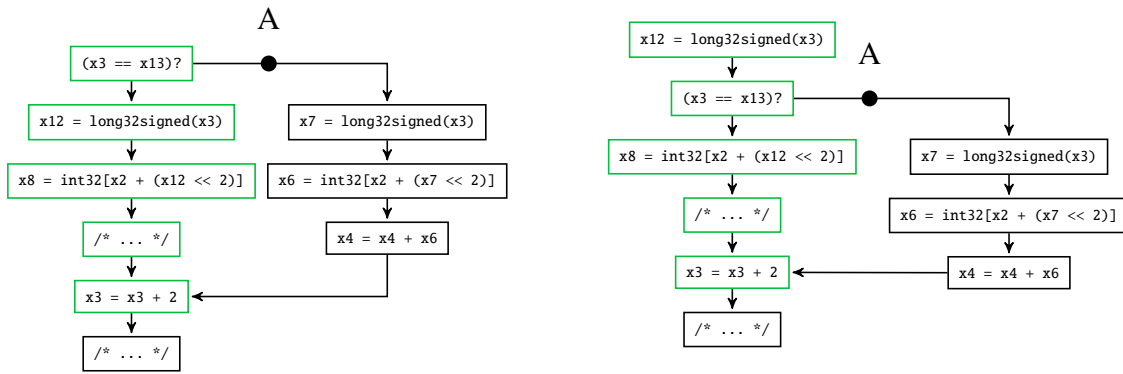 A
(x3 == x13)?
x12 = long32signed(x3)
x7 = long32signed(x3)
x8 = int32[x2 + (x12 << 2)]
x6 = int32[x2 + (x7 << 2)]
/* ... */
x4 = x4 + x6
x3 = x3 + 2
/* ... */
x12 = long32signed(x3)
A
(x3 == x13)?
x8 = int32[x2 + (x12 << 2)]
x7 = long32signed(x3)
/* ... */
x6 = int32[x2 + (x7 << 2)]
x3 = x3 + 2
x4 = x4 + x6
/* ... */